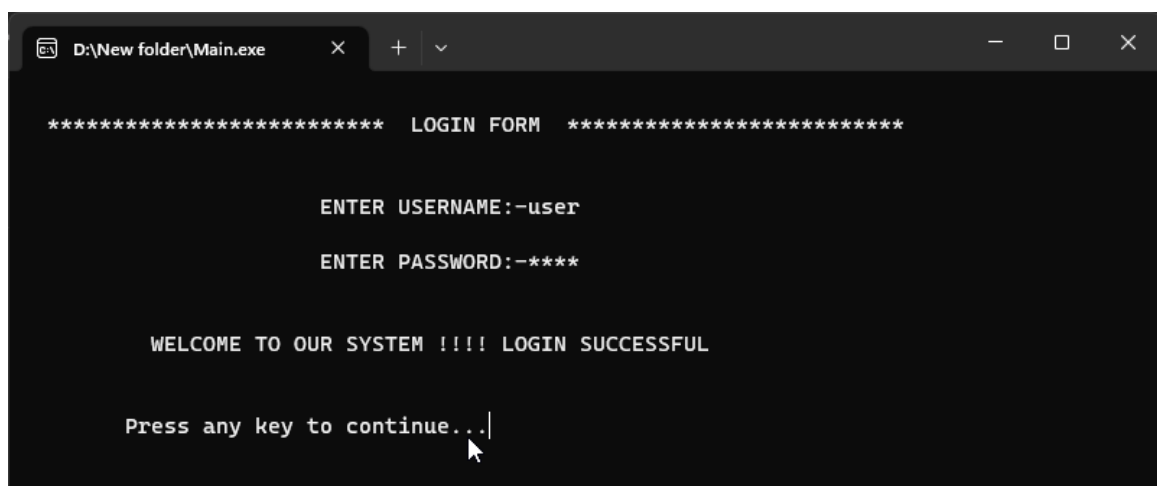 D:\New folder\Main.exe
************************** LOGIN FORM **************************
ENTER USERNAME:-user
ENTER PASSWORD:-****
WELCOME TO OUR SYSTEM !!!! LOGIN SUCCESSFUL
Press any key to continue...